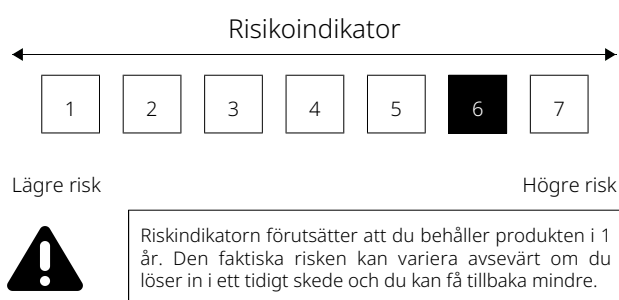 Risikoindikator
1 2 3 4 5 6 7
Lägre risk Högre risk
Riskindikatorn förutsätter att du behåller produkten i 1
år. Den faktiska risken kan variera avsevärt om du
löser in i ett tidigt skede och du kan få tillbaka mindre.